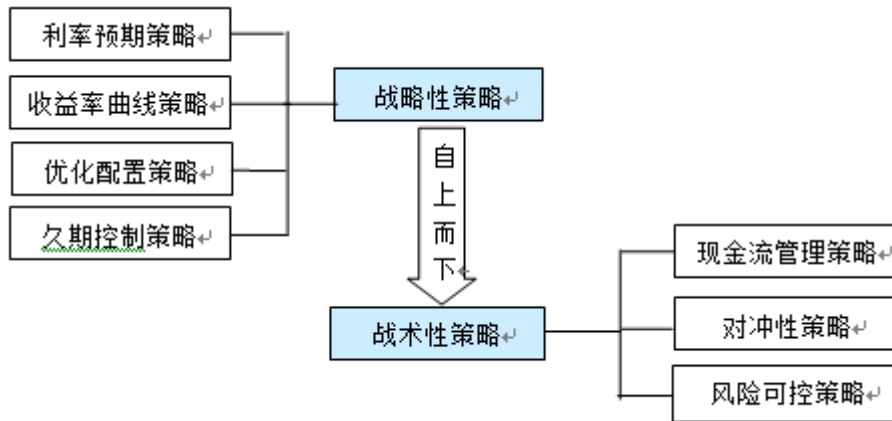 利率预期策略
收益率曲线策略
优化配置策略
久期控制策略
战略性策略
自上而下
战术性策略
现金流管理策略
对冲性策略
风险可控策略